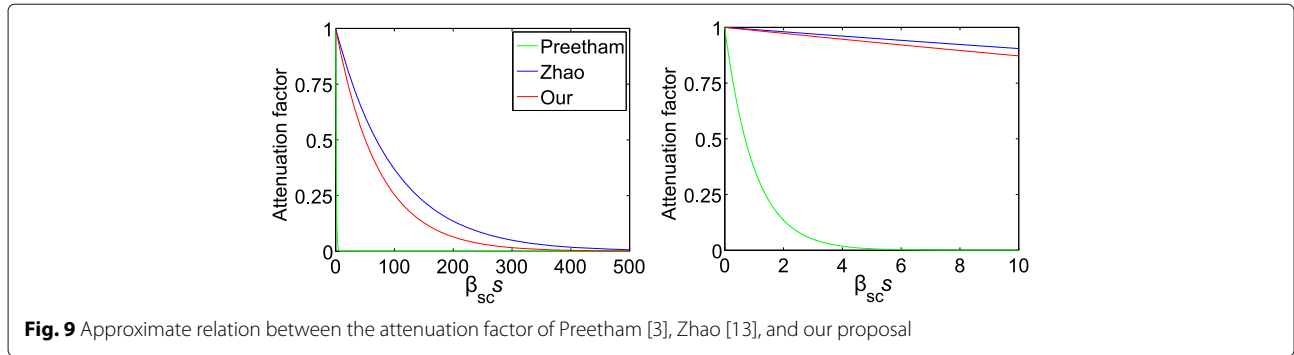 1
0.75
0.5
0.25
0
Attenuation factor
Preetham
Zhao
Our
0 100 200 300 400 500
βsc s
1
0.75
0.5
0.25
0
Attenuation factor
0 2 4 6 8 10
βsc s
Fig. 9 Approximate relation between the attenuation factor of Preetham [3], Zhao [13], and our proposal